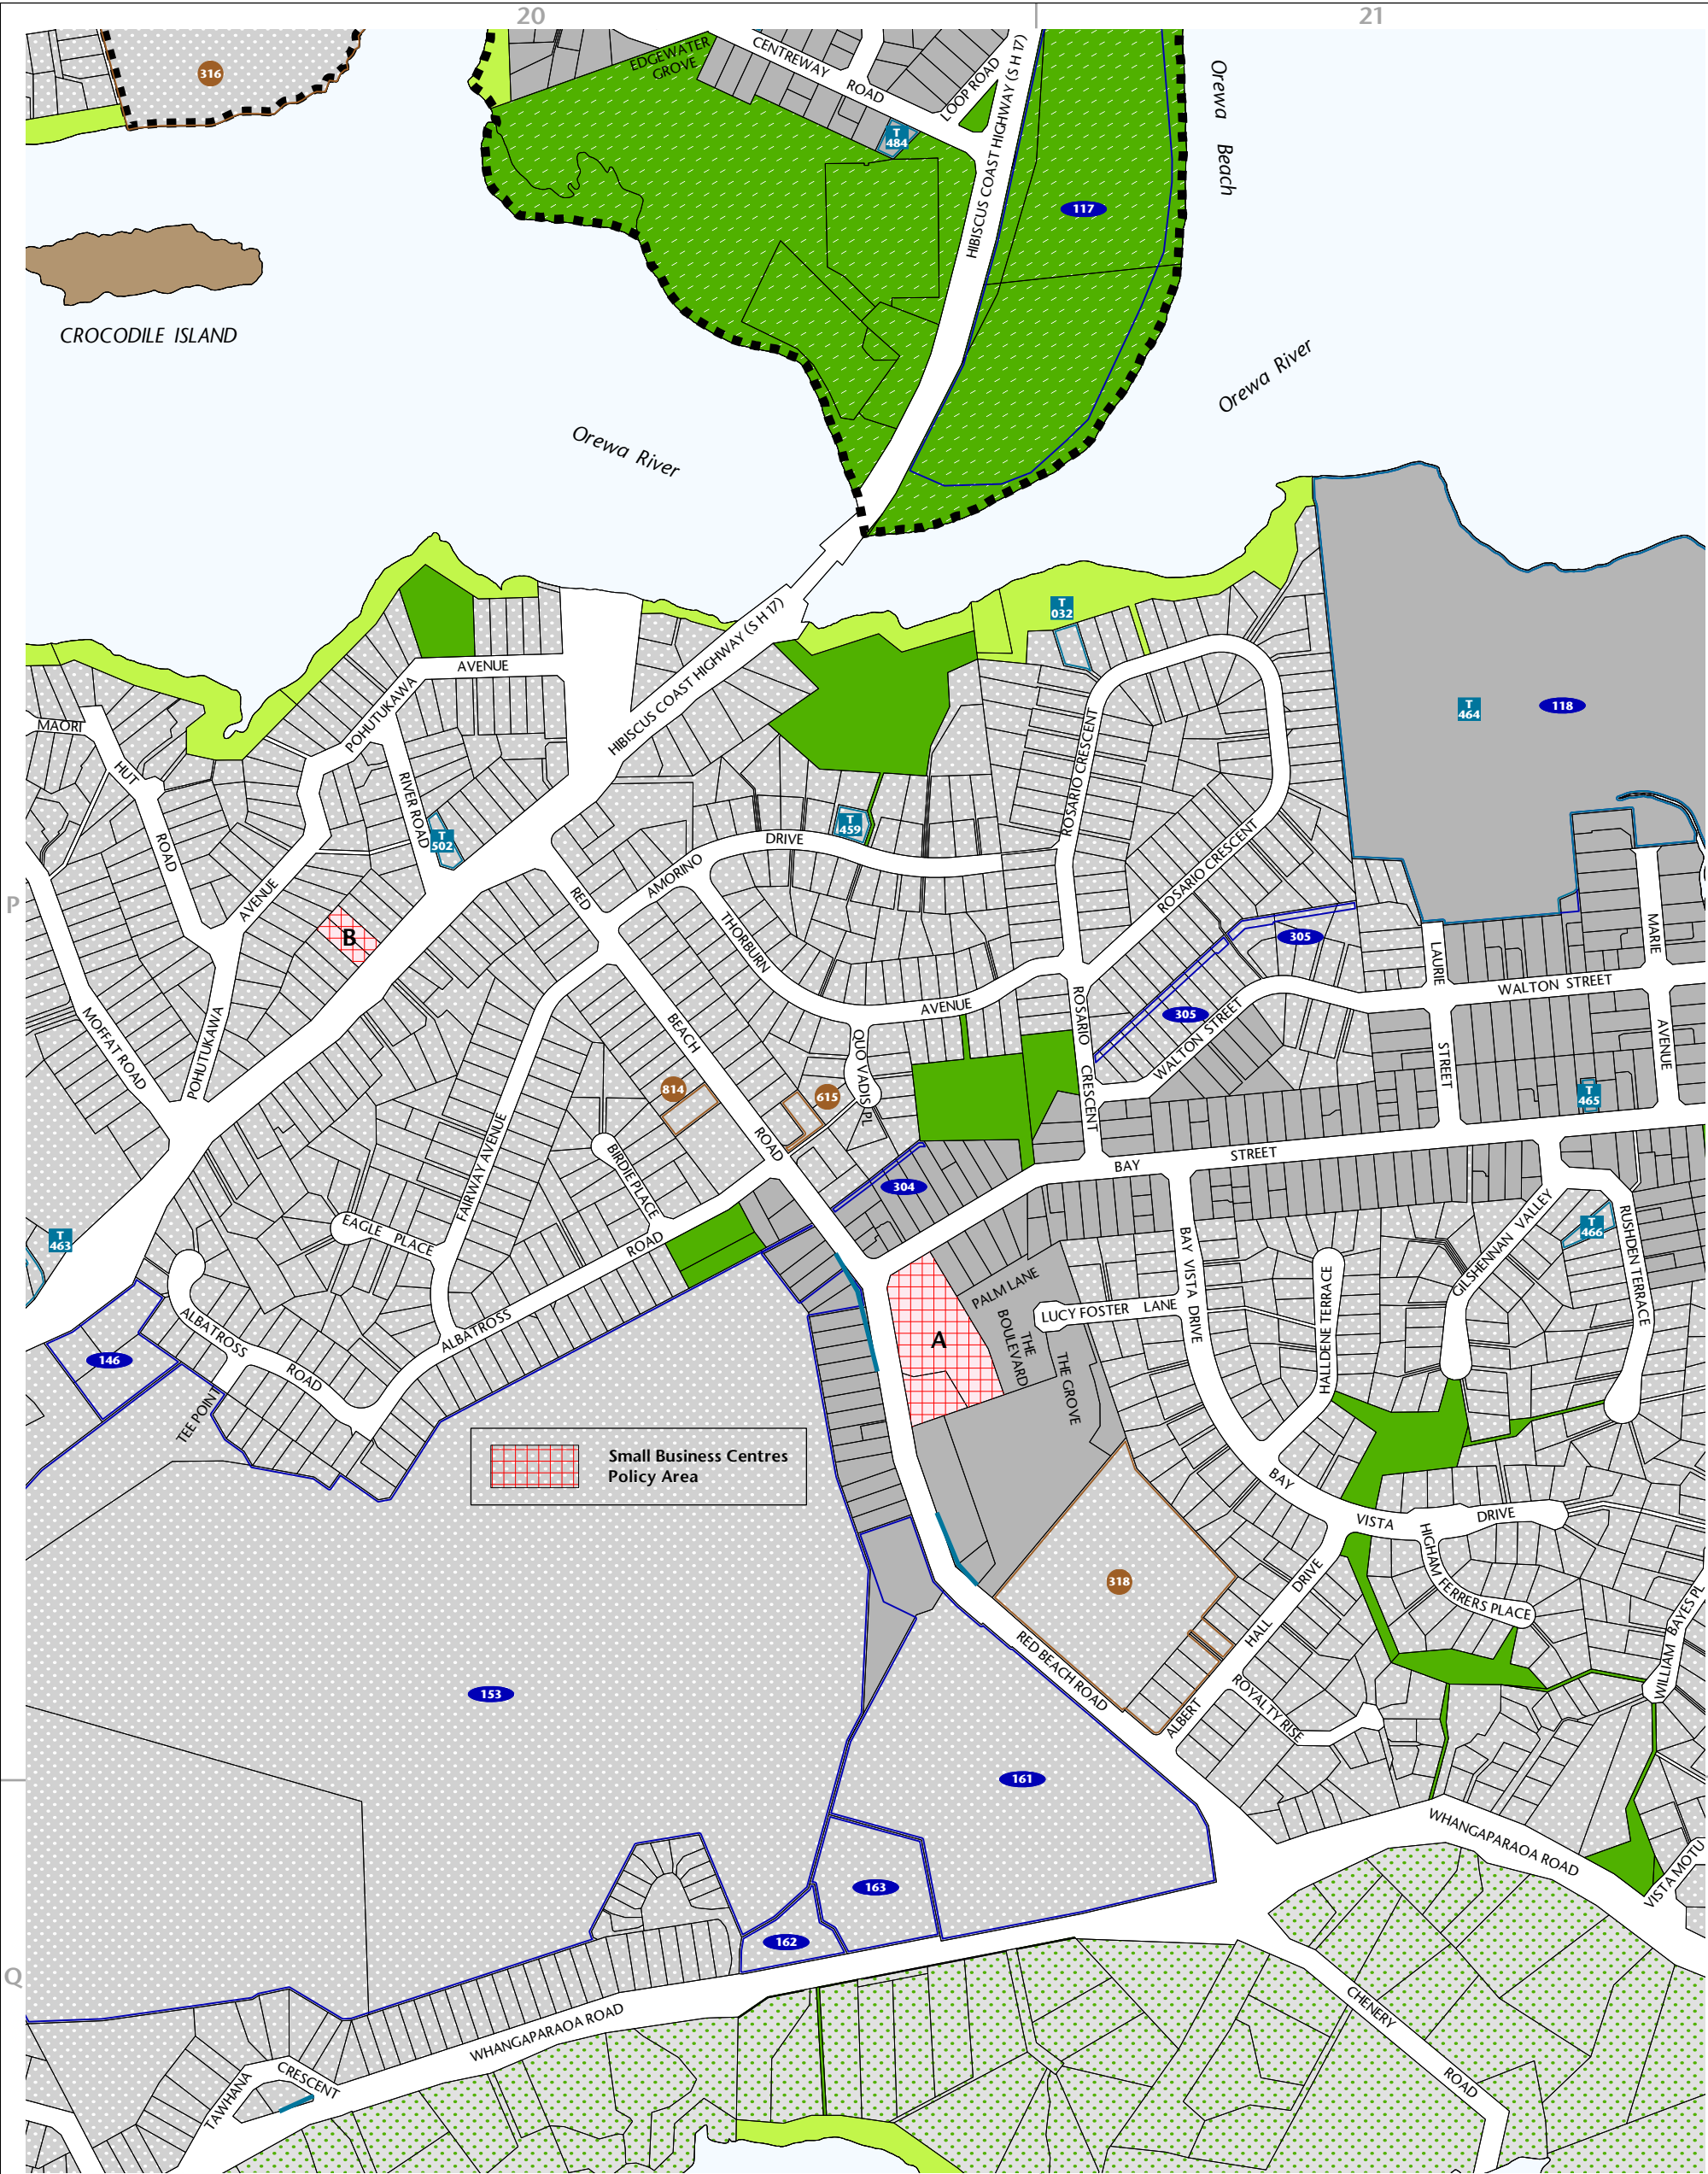 20
21
316
EDGEWATER
GROVE
CENTREWAY
ROAD
LOOP ROAD
HIBISCUS COAST HIGHWAY (S H 17)
T
484
117
Orewa Beach
CROCODILE ISLAND
Orewa River
Orewa River
T
032
T
464
118
HIBISCUS COAST HIGHWAY (S H 17)
AVENUE
POHUTUKAWA
MAORI
HUT
ROAD
RIVER ROAD
T
502
T
459
DRIVE
AMORINO
RED
ROSARIO CRESCENT
ROSARIO CRESCENT
P
AVENUE
B
THORBURN
305
305
LAURIE
MARIE
WALTON STREET
MOFFAT ROAD
POHUTUKAWA
BEACH
AVENUE
QUO VADIS PL
ROSARIO
CRESCENT
WALTON STREET
STREET
AVENUE
814
615
T
465
ROAD
BAY
STREET
FAIRWAY AVENUE
BIRDIE PLACE
304
EAGLE PLACE
ROAD
T
463
T
466
GILSHENNAN VALLEY
RUSHDEN TERRACE
BAY VISTA DRIVE
PALM LANE
LUCY FOSTER LANE
THE
BOULEVARD
THE GROVE
HALLDENE TERRACE
A
ALBATROSS
ROAD
ALBATROSS
146
TEE POINT
Small Business Centres
Policy Area
BAY
VISTA
DRIVE
HIGHAM FERRERS PLACE
318
HALL
DRIVE
WILLIAM BAYES PL
RED BEACH ROAD
ALBERT
ROYALTY RISE
153
161
WHANGAPARAOA ROAD
VISTA MOTU
163
162
Q
WHANGAPARAOA ROAD
CHENERY
ROAD
TAWHANA
CRESCENT